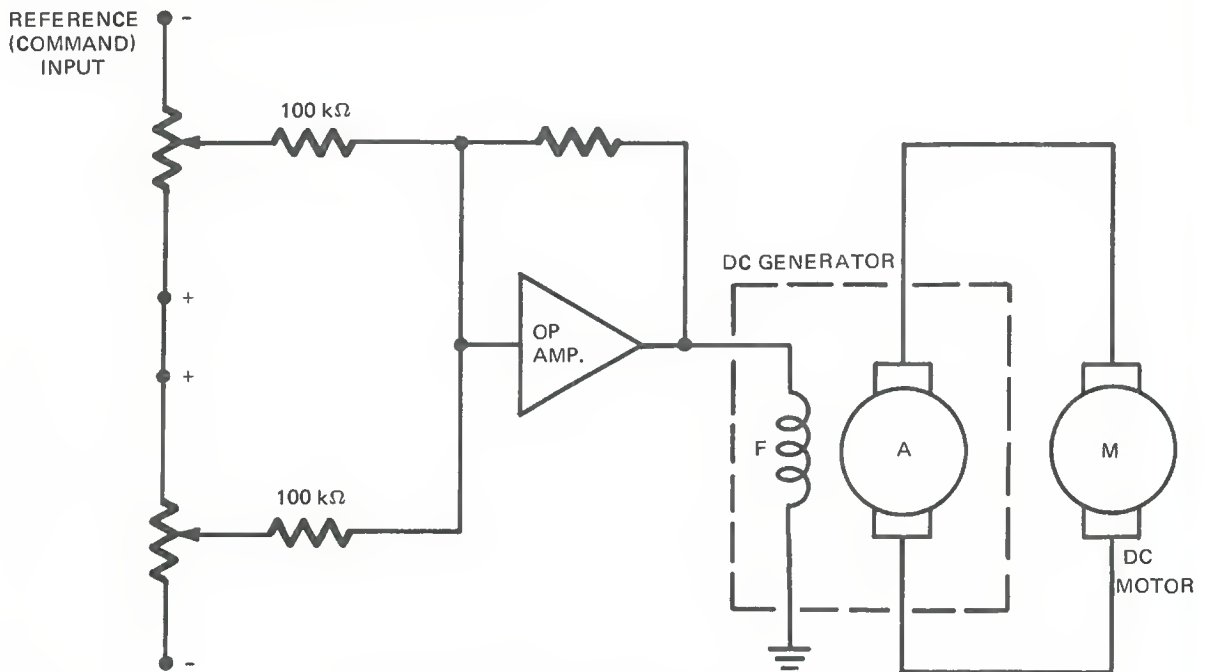 REFERENCE
(COMMAND)
INPUT
-
100 kΩ
+
+
100 kΩ
-
OP
AMP.
DC GENERATOR
F
A
M
DC
MOTOR